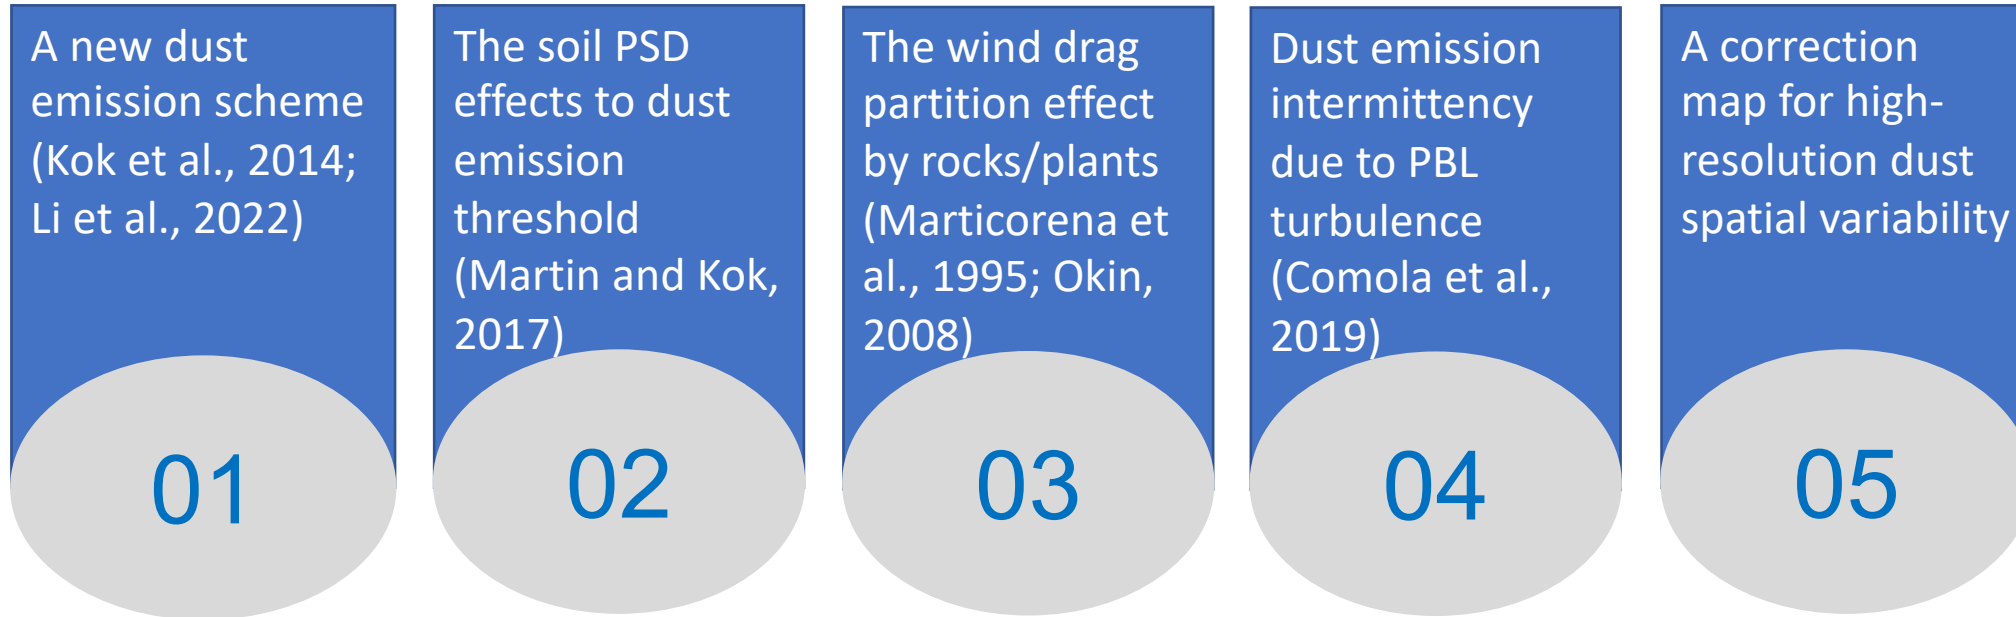 A new dust
emission scheme
(Kok et al., 2014;
Li et al., 2022)
01
The soil PSD
effects to dust
emission
threshold
(Martin and Kok,
2017)
02
The wind drag
partition effect
by rocks/plants
(Marticorena et
al., 1995; Okin,
2008)
03
Dust emission
intermittency
due to PBL
turbulence
(Comola et al.,
2019)
04
A correction
map for high-
resolution dust
spatial variability
05